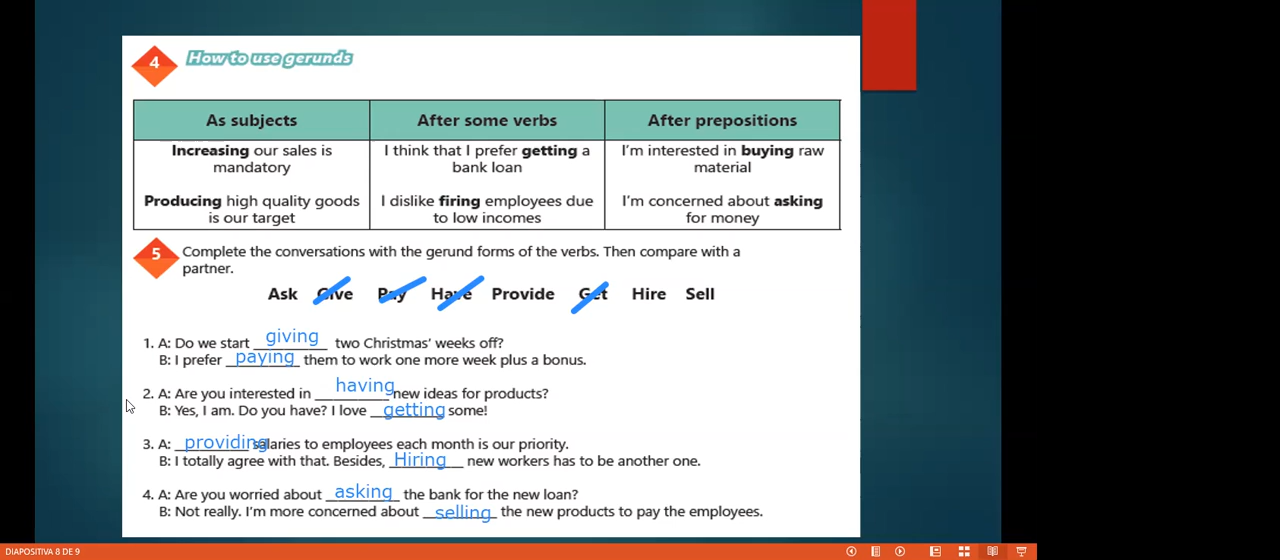 4
How to use gerunds
As subjects
After some verbs
After prepositions
Increasing our sales is
mandatory
Producing high quality goods
is our target
I think that I prefer getting a
bank loan
I dislike firing employees due
to low incomes
I'm interested in buying raw
material
I'm concerned about asking
for money
5
Complete the conversations with the gerund forms of the verbs. Then compare with a
partner.
Ask Give Pay Have Provide Get Hire Sell
1. A: Do we start giving two Christmas' weeks off?
B: I prefer paying them to work one more week plus a bonus.
2. A: Are you interested in having new ideas for products?
B: Yes, I am. Do you have? I love getting some!
3. A: providing salaries to employees each month is our priority.
B: I totally agree with that. Besides, Hiring new workers has to be another one.
4. A: Are you worried about asking the bank for the new loan?
B: Not really. I'm more concerned about selling the new products to pay the employees.
DIAPOSITIVA 8 DE 9